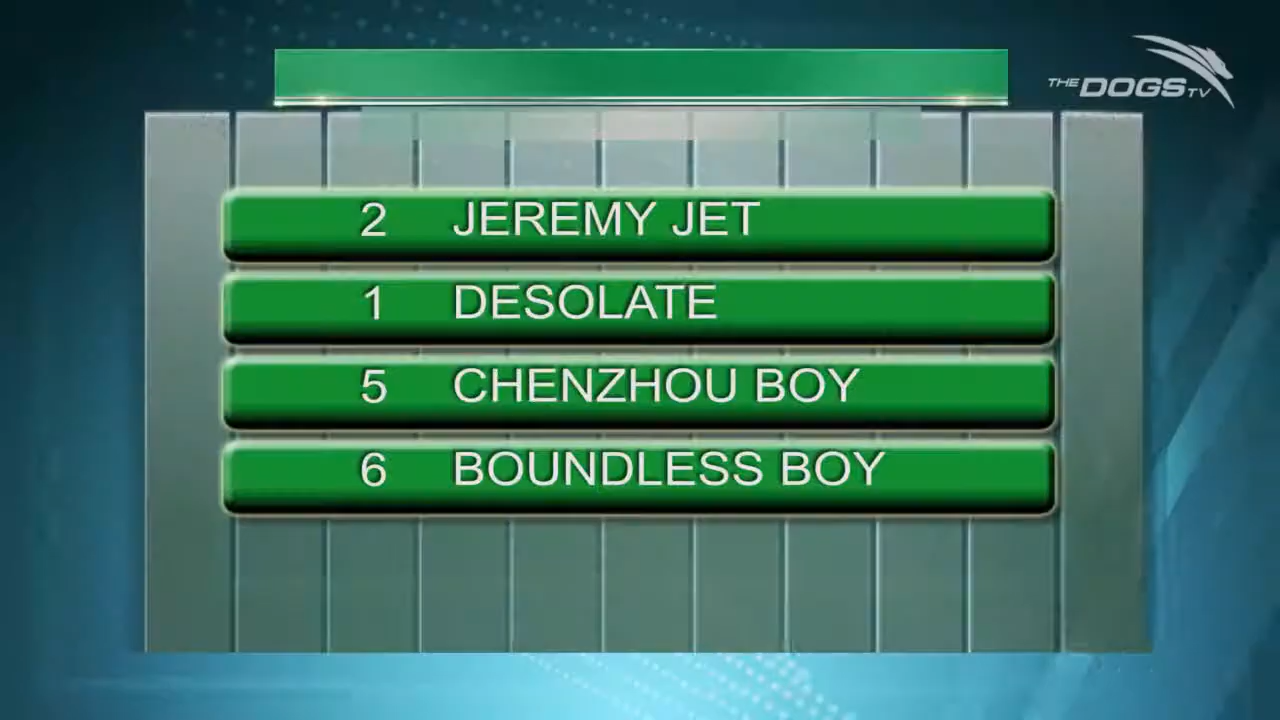 THE DOGS TV
2 JEREMY JET
1 DESOLATE
5 CHENZHOU BOY
6 BOUNDLESS BOY